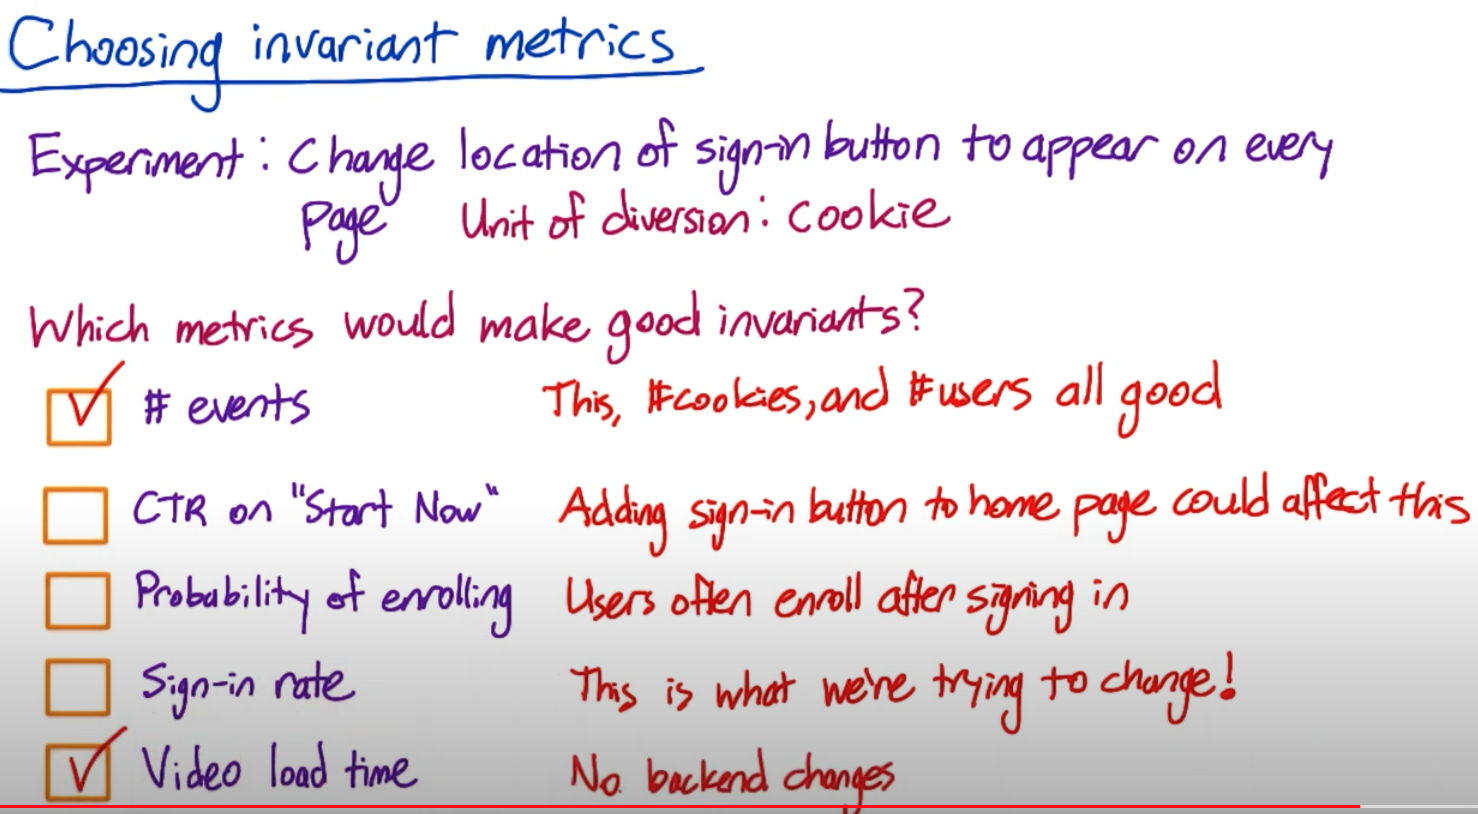 Choosing invariant metrics
Experiment: Change location of sign-in button to appear on every
page Unit of diversion: cookie
Which metrics would make good invariants?
# events This, #cookies, and #users all good
CTR on "Start Now" Adding sign-in button to home page could affect this
Probability of enrolling Users often enroll after signing in
Sign-in rate This is what we're trying to change!
Video load time No backend changes